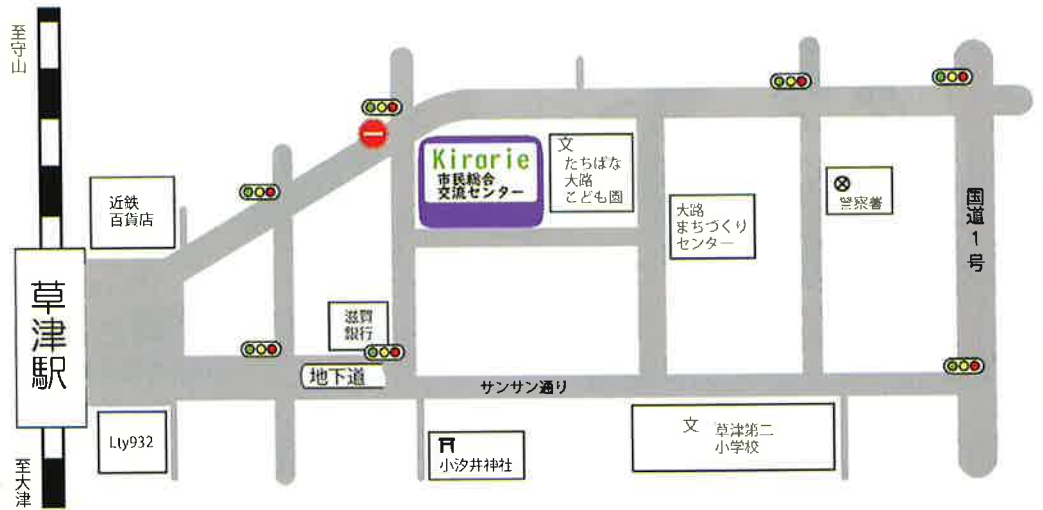 至守山
近鉄
百貨店
草津駅
Lty932
至大津
Kirarie
市民総合
交流センター
文
たちばな
大路
こども園
大路
まちづくり
センター
警察署
国道1号
滋賀
銀行
地下道
サンサン通り
小汐井神社
文 草津第二
小学校